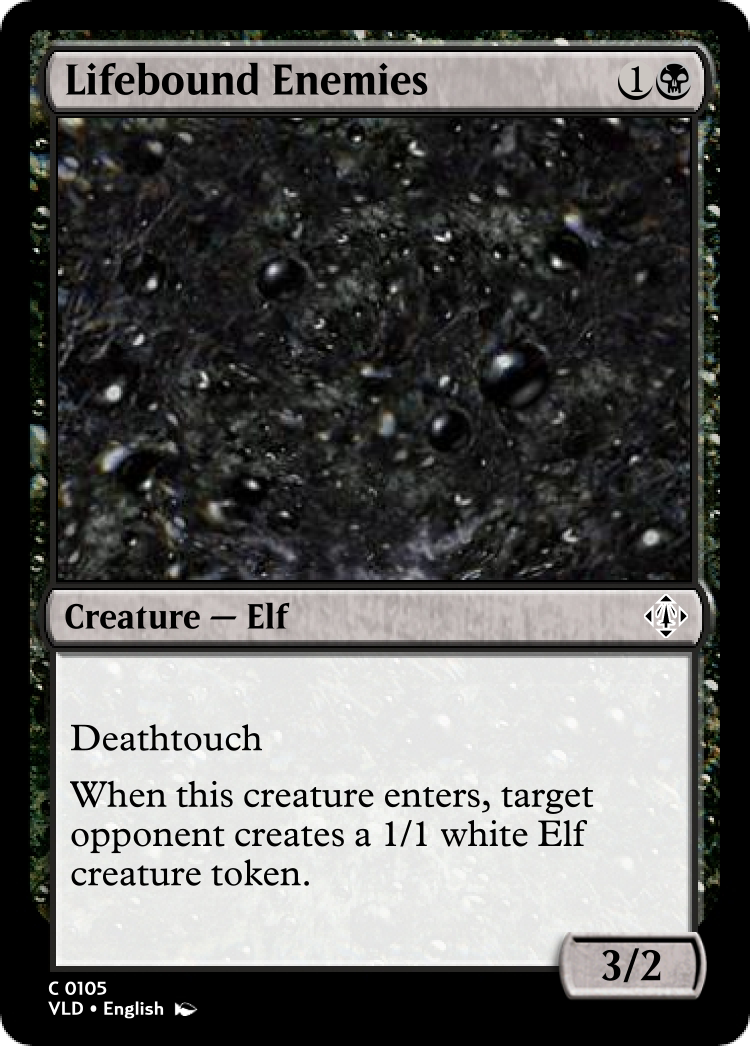 Lifebound Enemies 1
Creature — Elf
Deathtouch
When this creature enters, target
opponent creates a 1/1 white Elf
creature token.
3/2
C 0105
VLD • English